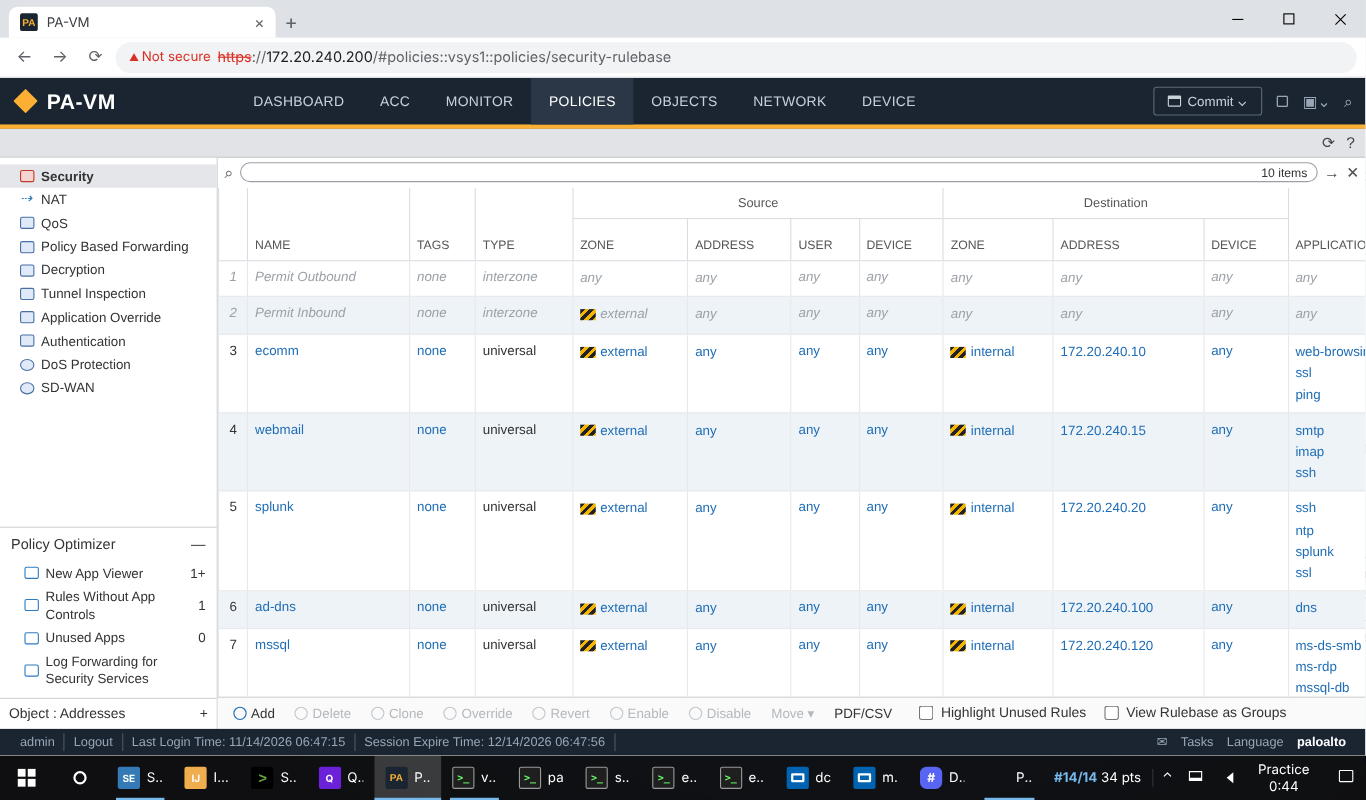 PA PA-VM × +
Not secure https://172.20.240.200/#policies::vsys1::policies/security-rulebase
PA-VM DASHBOARD ACC MONITOR POLICIES OBJECTS NETWORK DEVICE Commit
?
Security
NAT
QoS
Policy Based Forwarding
Decryption
Tunnel Inspection
Application Override
Authentication
DoS Protection
SD-WAN
Policy Optimizer —
New App Viewer 1+
Rules Without App
Controls 1
Unused Apps 0
Log Forwarding for
Security Services
Object : Addresses +
10 items → ✕
Source Destination
NAME TAGS TYPE ZONE ADDRESS USER DEVICE ZONE ADDRESS DEVICE APPLICATIO
1 Permit Outbound none interzone any any any any any any any any
2 Permit Inbound none interzone external any any any any any any any
3 ecomm none universal external any any any internal 172.20.240.10 any web-browsin
ssl
ping
4 webmail none universal external any any any internal 172.20.240.15 any smtp
imap
ssh
5 splunk none universal external any any any internal 172.20.240.20 any ssh
ntp
splunk
ssl
6 ad-dns none universal external any any any internal 172.20.240.100 any dns
7 mssql none universal external any any any internal 172.20.240.120 any ms-ds-smb
ms-rdp
mssql-db
Add Delete Clone Override Revert Enable Disable Move ▾ PDF/CSV Highlight Unused Rules View Rulebase as Groups
admin Logout Last Login Time: 11/14/2026 06:47:15 Session Expire Time: 12/14/2026 06:47:56 Tasks Language paloalto
SE S.. IJ I... > S.. Q Q.. PA P.. >_ v.. >_ pa >_ s.. >_ e.. >_ e.. dc m. # D.. P.. #14/14 34 pts Practice
0:44